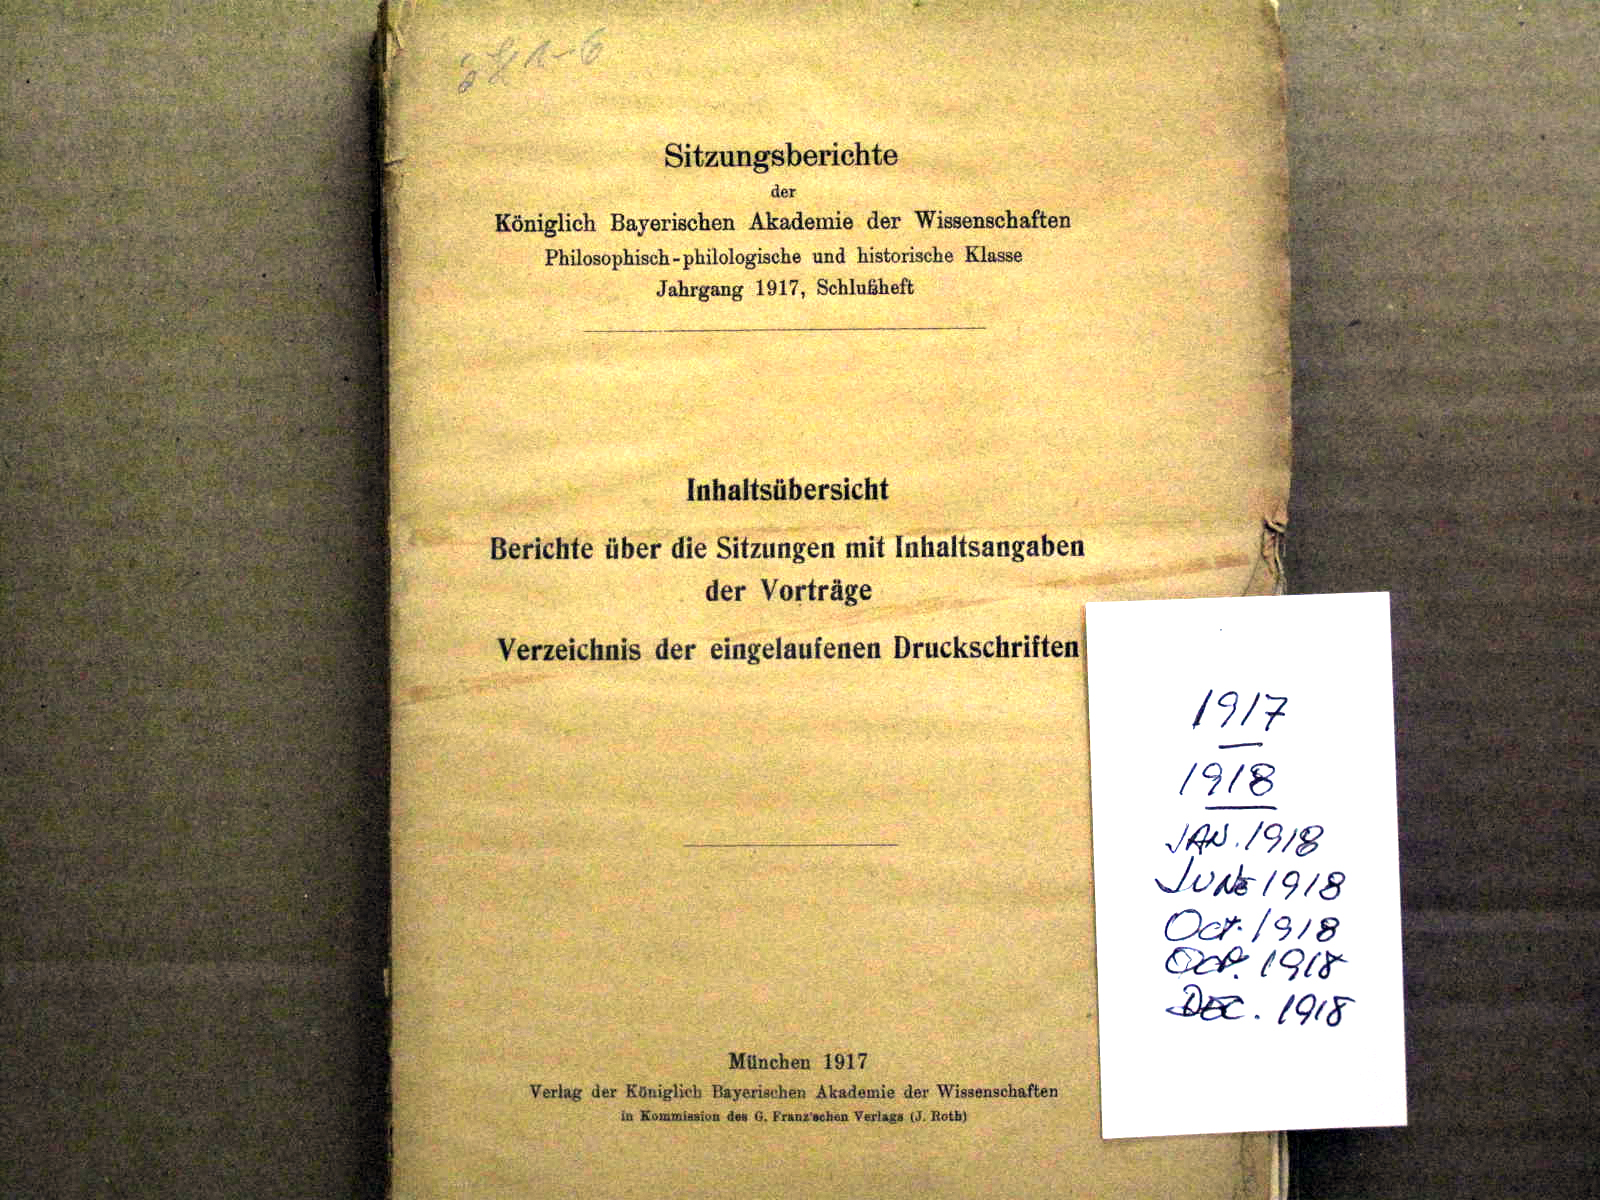 Sitzungsberichte
der
Königlich Bayerischen Akademie der Wissenschaften
Philosophisch-philologische und historische Klasse
Jahrgang 1917, Schlußheft
Inhaltsübersicht
Berichte über die Sitzungen mit Inhaltsangaben
der Vorträge
Verzeichnis der eingelaufenen Druckschriften
München 1917
Verlag der Königlich Bayerischen Akademie der Wissenschaften
in Kommission des G. Franz'schen Verlags (J. Roth)
1917
1918
JAN. 1918
JUNE 1918
Oct. 1918
Oct. 1918
DEC. 1918